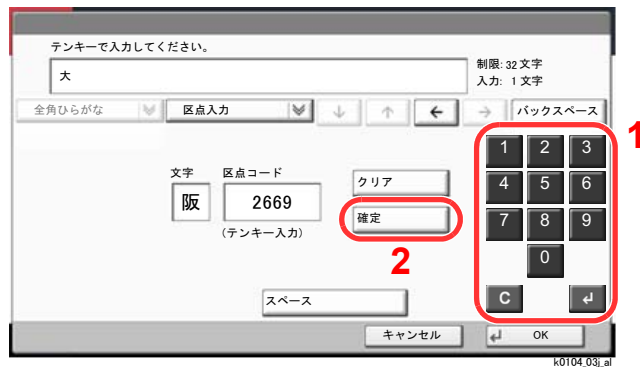 テンキーで入力してください。
大
制限: 32 文字
入力: 1 文字
全角ひらがな 区点入力 ↓ ↑ ← → バックスペース
1
1 2 3
4 5 6
7 8 9
0
C ↵
文字 区点コード
阪 2669
(テンキー入力)
クリア
確定
2
スペース
キャンセル ↵ OK
k0104_03j_al